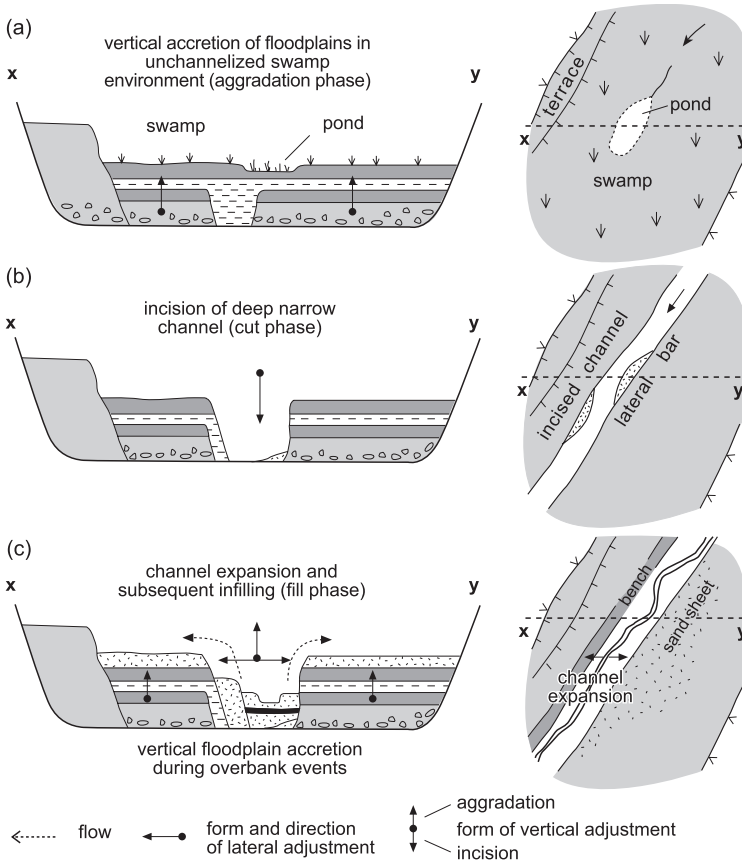 (a)
vertical accretion of floodplains in
unchannelized swamp
environment (aggradation phase)
x
y
swamp
pond
terrace
pond
x
y
swamp
(b)
incision of deep narrow
channel (cut phase)
x
y
incised channel
lateral bar
x
y
(c)
channel expansion and
subsequent infilling (fill phase)
x
y
vertical floodplain accretion
during overbank events
bench
sand sheet
x
y
channel
expansion
flow
form and direction
of lateral adjustment
aggradation
form of vertical adjustment
incision